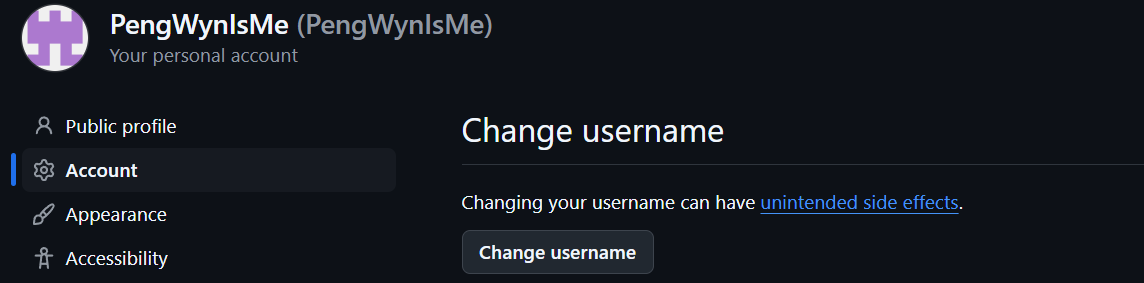 PengWynIsMe (PengWynIsMe)
Your personal account
Public profile
Account
Appearance
Accessibility
Change username
Changing your username can have unintended side effects.
Change username